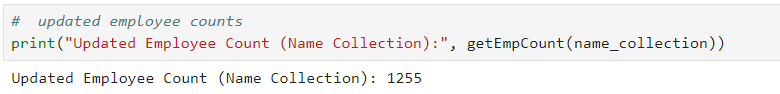 #  updated employee counts
print("Updated Employee Count (Name Collection):", getEmpCount(name_collection))
Updated Employee Count (Name Collection): 1255